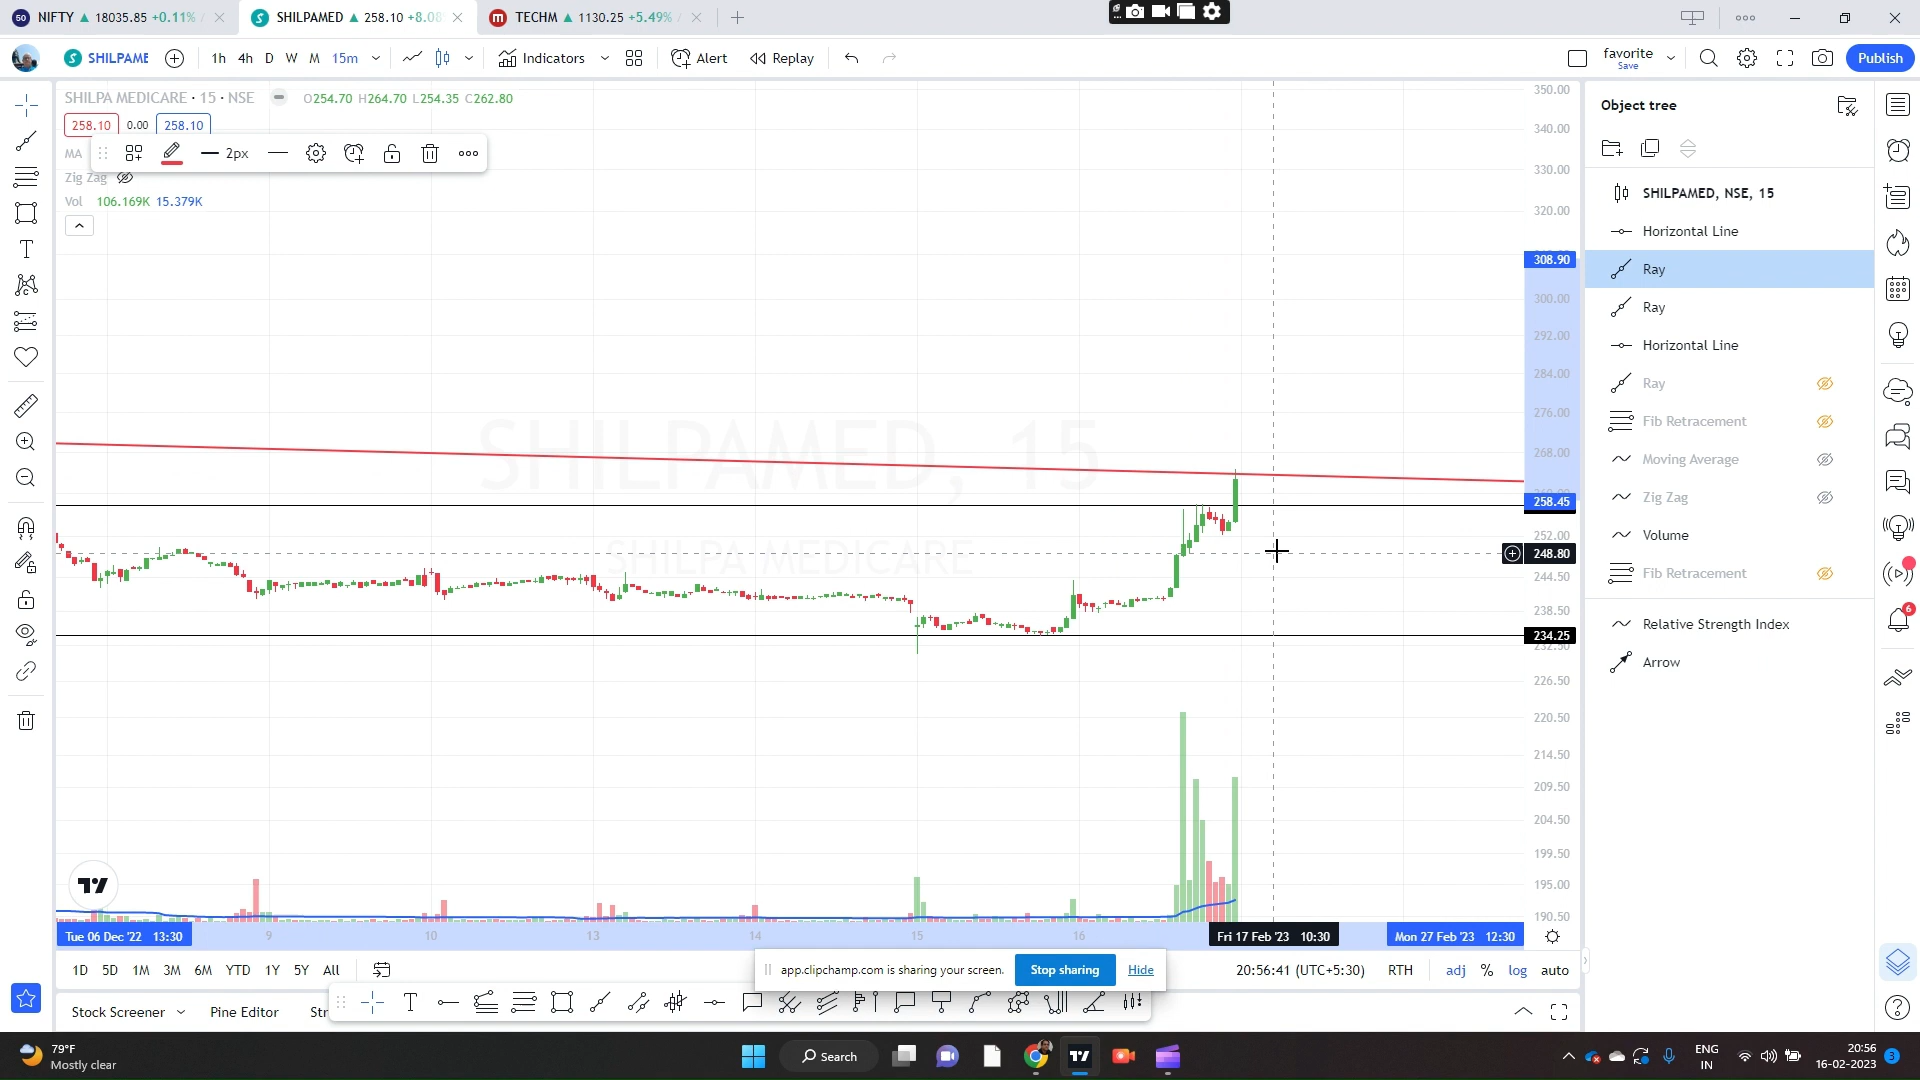 50 NIFTY ▲ 18035.85 +0.11% /
S SHILPAMED ▲ 258.10 +8.08
m TECHM ▲ 1130.25 +5.49% /
SHILPAME
1h 4h D W M 15m
Indicators
Alert
Replay
favorite
Save
Publish
SHILPA MEDICARE · 15 · NSE
O254.70 H264.70 L254.35 C262.80
258.10 0.00 258.10
MA
2px
Zig Zag
Vol 106.169K 15.379K
SHILPAMED, 15
SHILPA MEDICARE
350.00
340.00
330.00
320.00
308.90
300.00
292.00
284.00
276.00
268.00
258.45
252.00
248.80
244.50
238.50
234.25
232.50
226.50
220.50
214.50
209.50
204.50
199.50
195.00
190.50
Tue 06 Dec '22 13:30
9
10
13
14
15
16
Fri 17 Feb '23 10:30
Mon 27 Feb '23 12:30
1D 5D 1M 3M 6M YTD 1Y 5Y All
app.clipchamp.com is sharing your screen.
Stop sharing
Hide
20:56:41 (UTC+5:30)
RTH
adj % log auto
Stock Screener
Pine Editor
Str
Object tree
SHILPAMED, NSE, 15
Horizontal Line
Ray
Ray
Horizontal Line
Ray
Fib Retracement
Moving Average
Zig Zag
Volume
Fib Retracement
Relative Strength Index
Arrow
6
79°F
Mostly clear
Search
ENG
IN
20:56
16-02-2023
3